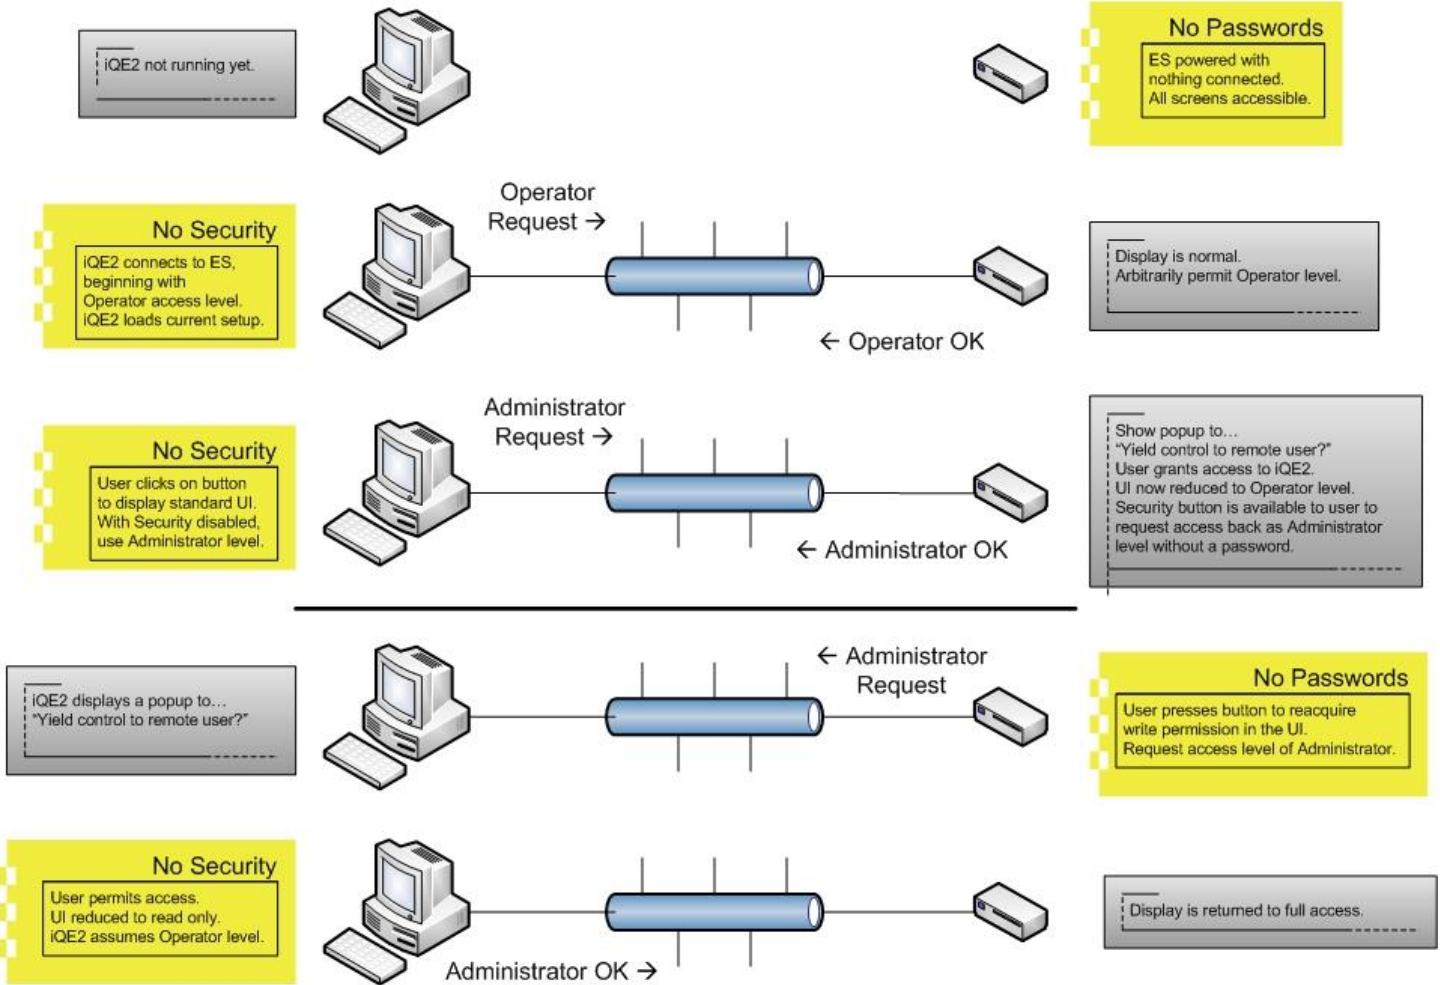 iQE2 not running yet.
No Passwords
ES powered with
nothing connected.
All screens accessible.
No Security
iQE2 connects to ES,
beginning with
Operator access level.
iQE2 loads current setup.
Operator
Request →
← Operator OK
Display is normal.
Arbitrarily permit Operator level.
No Security
User clicks on button
to display standard UI.
With Security disabled,
use Administrator level.
Administrator
Request →
← Administrator OK
Show popup to…
“Yield control to remote user?”
User grants access to iQE2.
UI now reduced to Operator level.
Security button is available to user to
request access back as Administrator
level without a password.
iQE2 displays a popup to…
“Yield control to remote user?”
← Administrator
Request
No Passwords
User presses button to reacquire
write permission in the UI.
Request access level of Administrator.
No Security
User permits access.
UI reduced to read only.
iQE2 assumes Operator level.
Administrator OK →
Display is returned to full access.